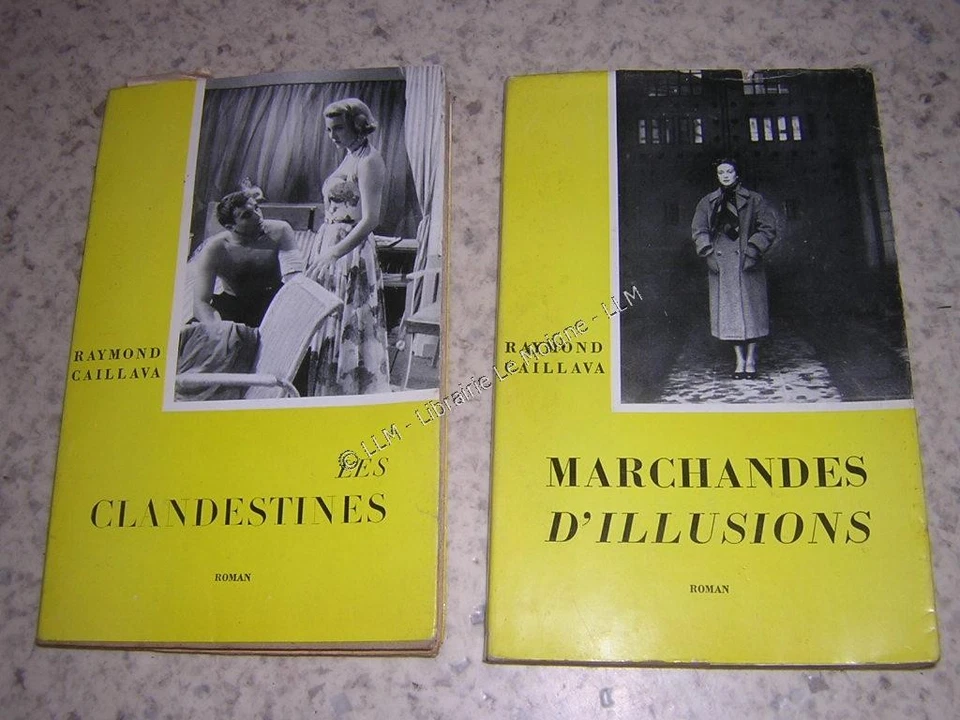 RAYMOND
CAILLAVA
LES
CLANDESTINES
ROMAN
RAYMOND
CAILLAVA
MARCHANDES
D'ILLUSIONS
ROMAN
© LLM - Librairie Le Moigne - LLM